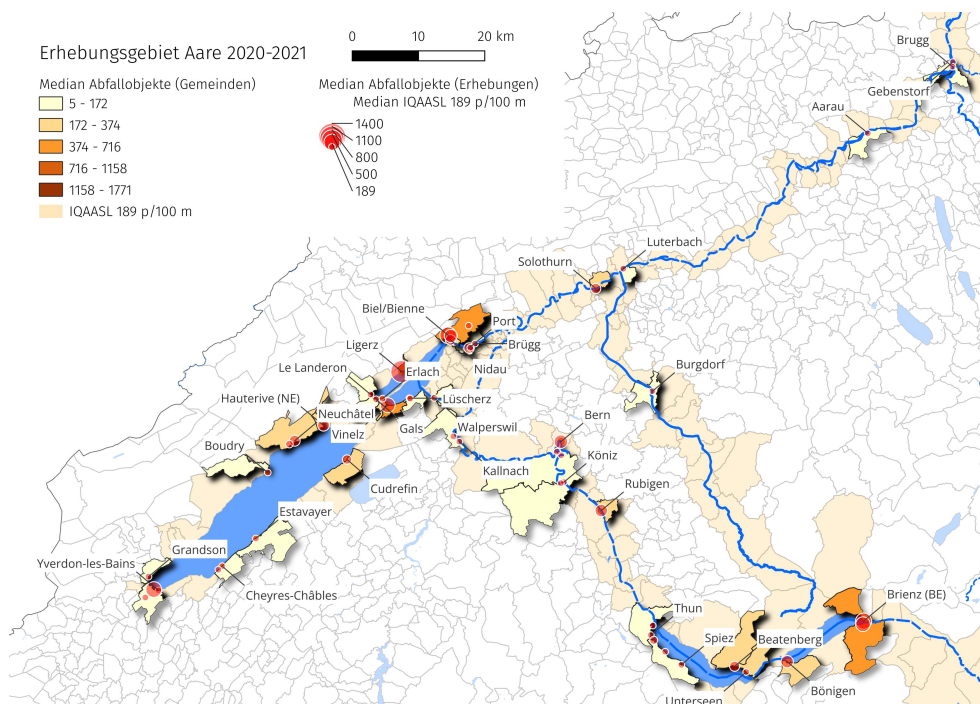 Erhebungsgebiet Aare 2020-2021
0 10 20 km
Median Abfallobjekte (Gemeinden)
5 - 172
172 - 374
374 - 716
716 - 1158
1158 - 1771
IQAASL 189 p/100 m
Median Abfallobjekte (Erhebungen)
Median IQAASL 189 p/100 m
1400
1100
800
500
189
Brugg
Gebenstorf
Aarau
Luterbach
Solothurn
Biel/Bienne
Port
Ligerz
Brügg
Nidau
Le Landeron
Erlach
Burgdorf
Hauterive (NE)
Lüscherz
Neuchâtel
Bern
Gals
Walperswil
Vinelz
Boudry
Köniz
Kallnach
Cudrefin
Rubigen
Estavayer
Grandson
Yverdon-les-Bains
Cheyres-Châbles
Brienz (BE)
Thun
Spiez
Beatenberg
Bönigen
Unterseen